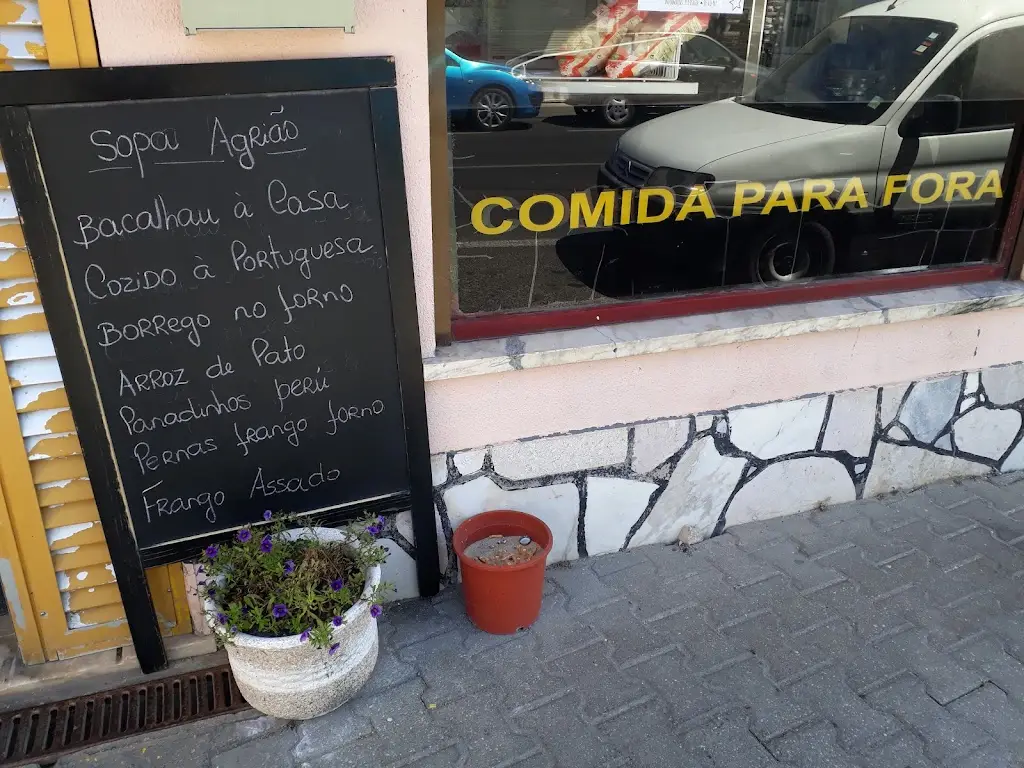 Sopa Agrião
Bacalhau à Casa
Cozido à Portuguesa
Borrego no forno
Arroz de Pato
Panadinhos perú
Pernas frango forno
Frango Assado
COMIDA PARA FORA